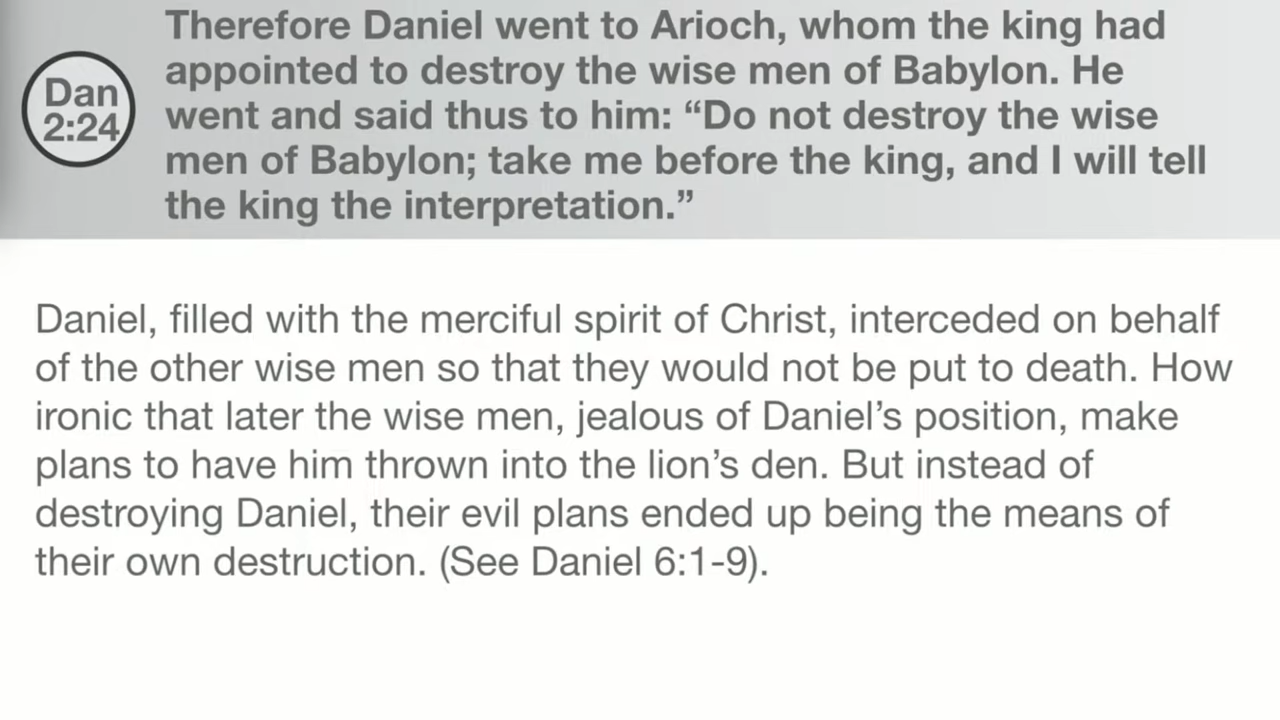 Dan
2:24
Therefore Daniel went to Arioch, whom the king had
appointed to destroy the wise men of Babylon. He
went and said thus to him: “Do not destroy the wise
men of Babylon; take me before the king, and I will tell
the king the interpretation.”
Daniel, filled with the merciful spirit of Christ, interceded on behalf
of the other wise men so that they would not be put to death. How
ironic that later the wise men, jealous of Daniel’s position, make
plans to have him thrown into the lion’s den. But instead of
destroying Daniel, their evil plans ended up being the means of
their own destruction. (See Daniel 6:1-9).